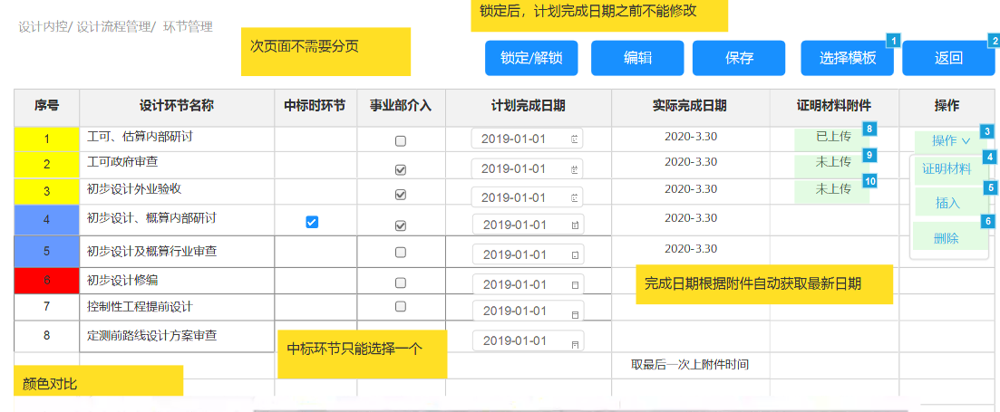 锁定后，计划完成日期之前不能修改
设计内控/ 设计流程管理/ 环节管理
次页面不需要分页
锁定/解锁 编辑 保存 选择模板 1 返回 2
序号 设计环节名称 中标时环节 事业部介入 计划完成日期 实际完成日期 证明材料附件 操作
1 工可、估算内部研讨 2019-01-01 2020-3.30 已上传 8 操作 3
2 工可政府审查 2019-01-01 2020-3.30 未上传 9 证明材料 4
3 初步设计外业验收 2019-01-01 2020-3.30 未上传 10 插入 5
4 初步设计、概算内部研讨 2019-01-01 2020-3.30 删除 6
5 初步设计及概算行业审查 2019-01-01 2020-3.30
6 初步设计修编 2019-01-01
完成日期根据附件自动获取最新日期
7 控制性工程提前设计 2019-01-01
8 定测前路线设计方案审查 2019-01-01
中标环节只能选择一个
取最后一次上附件时间
颜色对比